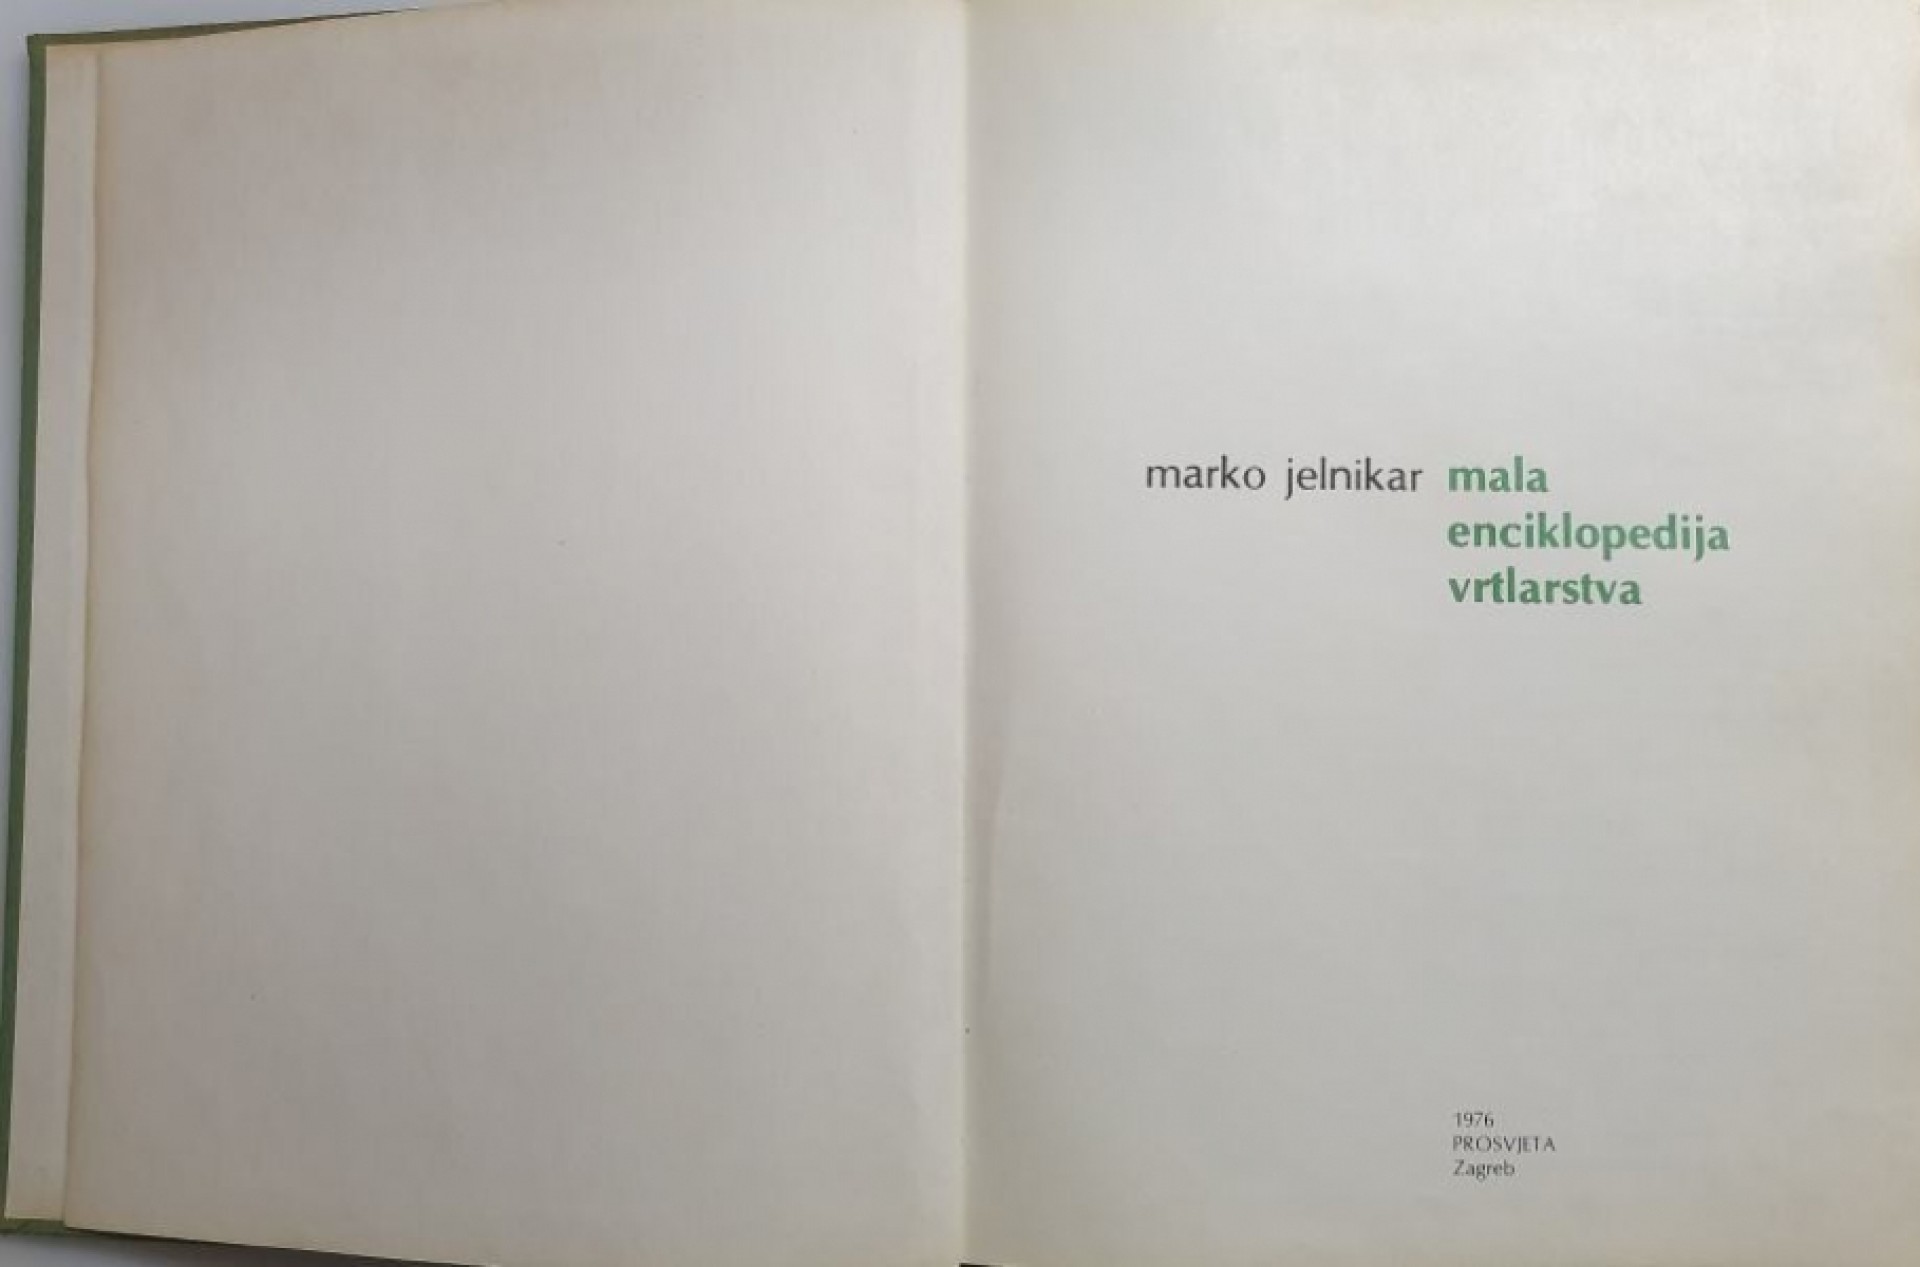 marko jelnikar mala
enciklopedija
vrtlarstva
1976
PROSVJETA
Zagreb